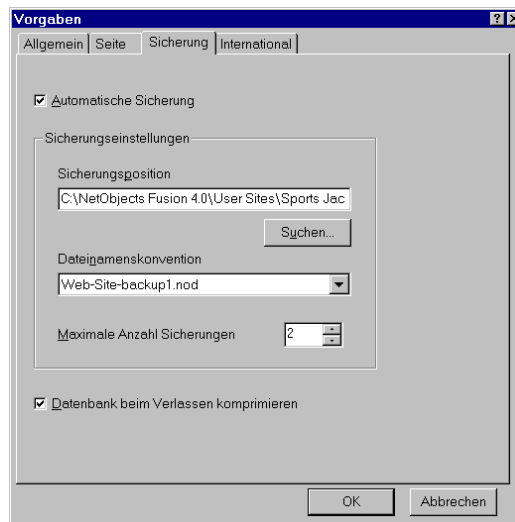 Vorgaben
Allgemein Seite Sicherung International
Automatische Sicherung
Sicherungseinstellungen
Sicherungsposition
C:\NetObjects Fusion 4.0\User Sites\Sports Jac
Suchen...
Dateinamenskonvention
Web-Site-backup1.nod
Maximale Anzahl Sicherungen 2
Datenbank beim Verlassen komprimieren
OK Abbrechen